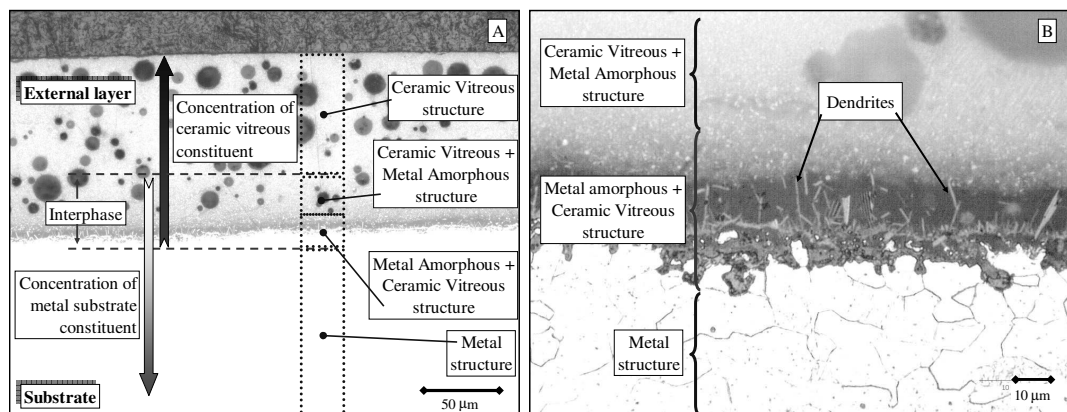 A
External layer
Concentration of
ceramic vitreous
constituent
Ceramic Vitreous
structure
Ceramic Vitreous +
Metal Amorphous
structure
Interphase
Concentration of
metal substrate
constituent
Metal Amorphous +
Ceramic Vitreous
structure
Metal
structure
Substrate
50 μm
B
Ceramic Vitreous +
Metal Amorphous
structure
Dendrites
Metal amorphous +
Ceramic Vitreous
structure
Metal
structure
10
10 μm